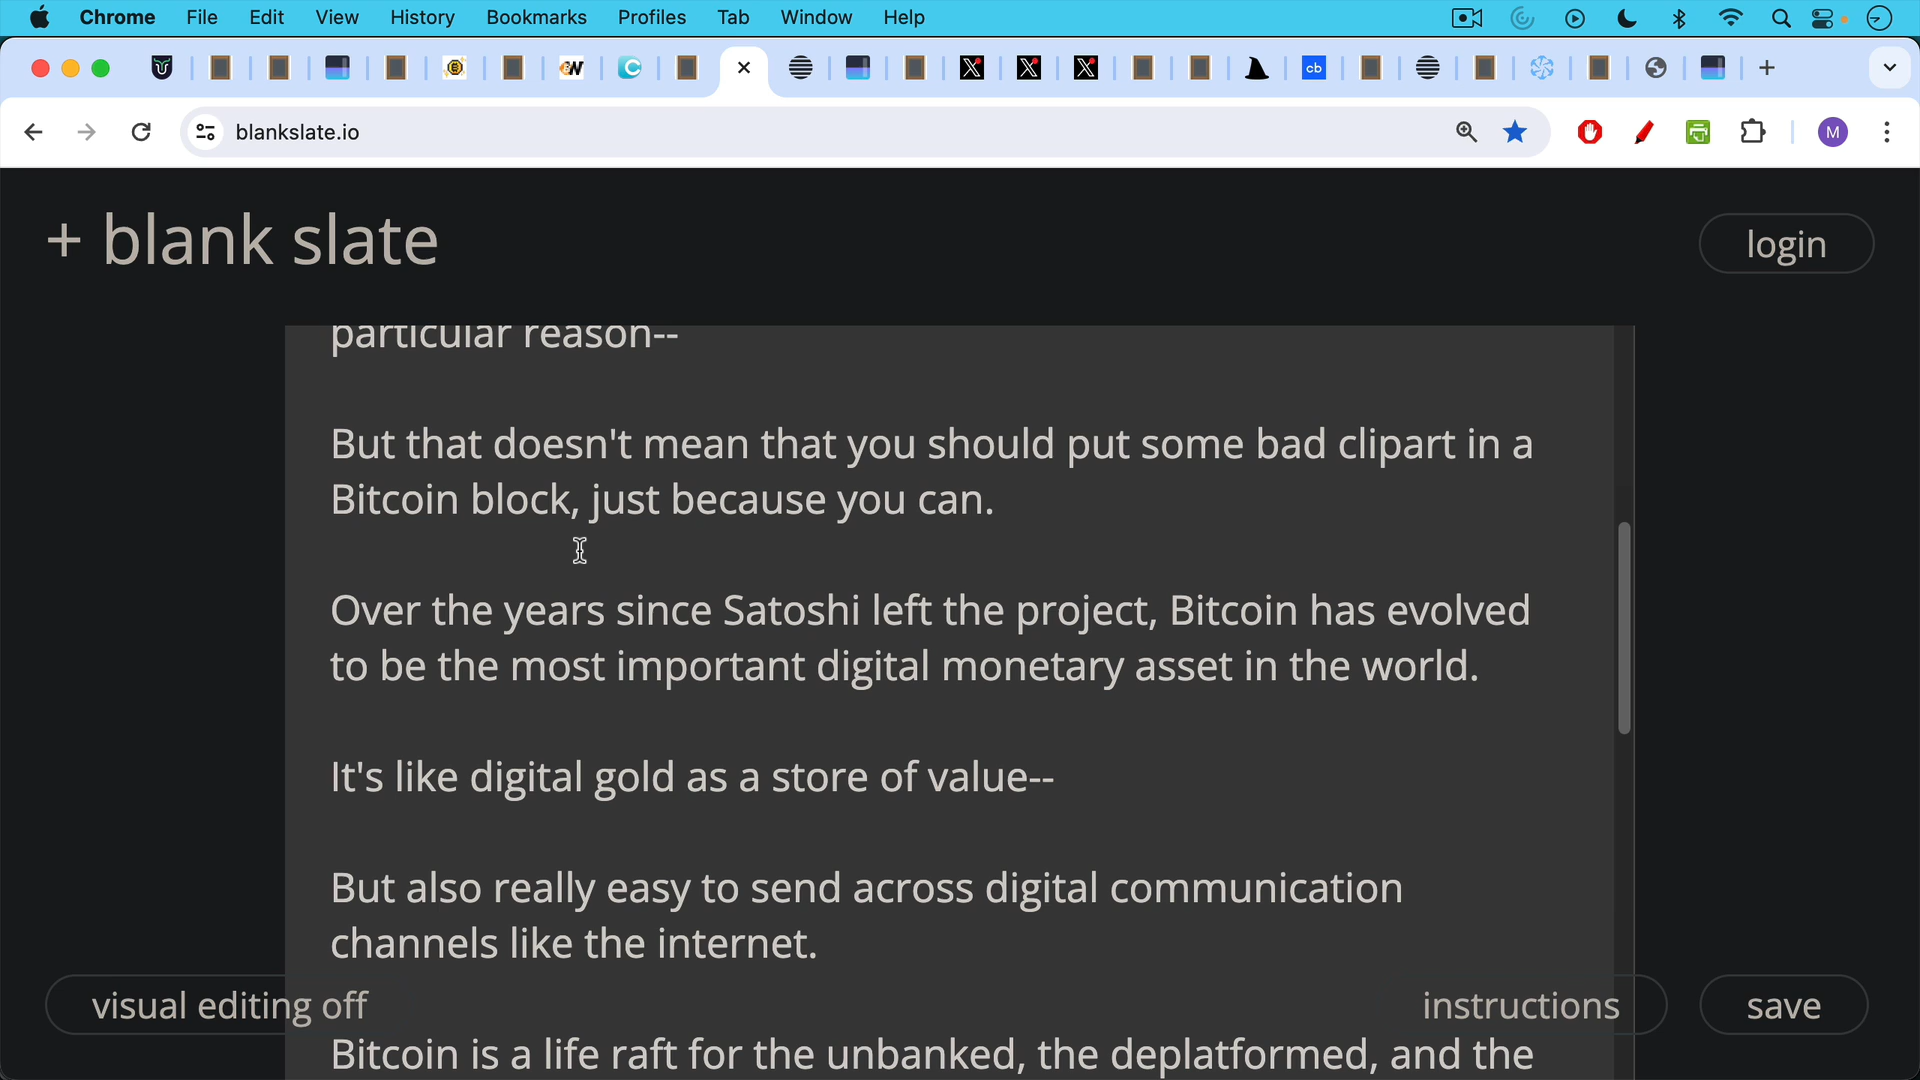 Chrome File Edit View History Bookmarks Profiles Tab Window Help
W C cb
blankslate.io M
+ blank slate
login
particular reason--
But that doesn't mean that you should put some bad clipart in a
Bitcoin block, just because you can.
Over the years since Satoshi left the project, Bitcoin has evolved
to be the most important digital monetary asset in the world.
It's like digital gold as a store of value--
But also really easy to send across digital communication
channels like the internet.
visual editing off
instructions
save
Bitcoin is a life raft for the unbanked, the deplatformed, and the